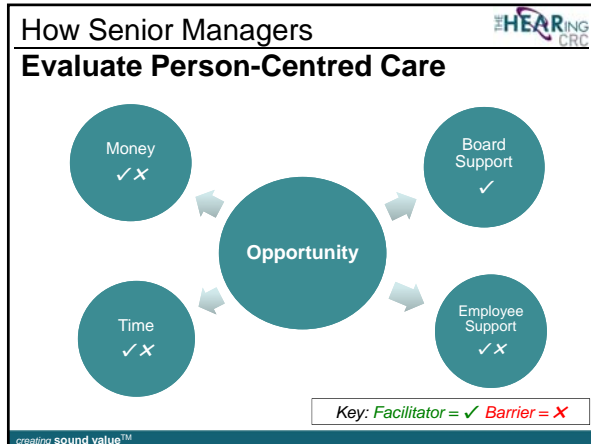 How Senior Managers
THE HEARing
CRC
Evaluate Person-Centred Care
Money
✓✗
Board
Support
✓
Opportunity
Time
✓✗
Employee
Support
✓✗
Key: Facilitator = ✓ Barrier = ✗
creating sound value™